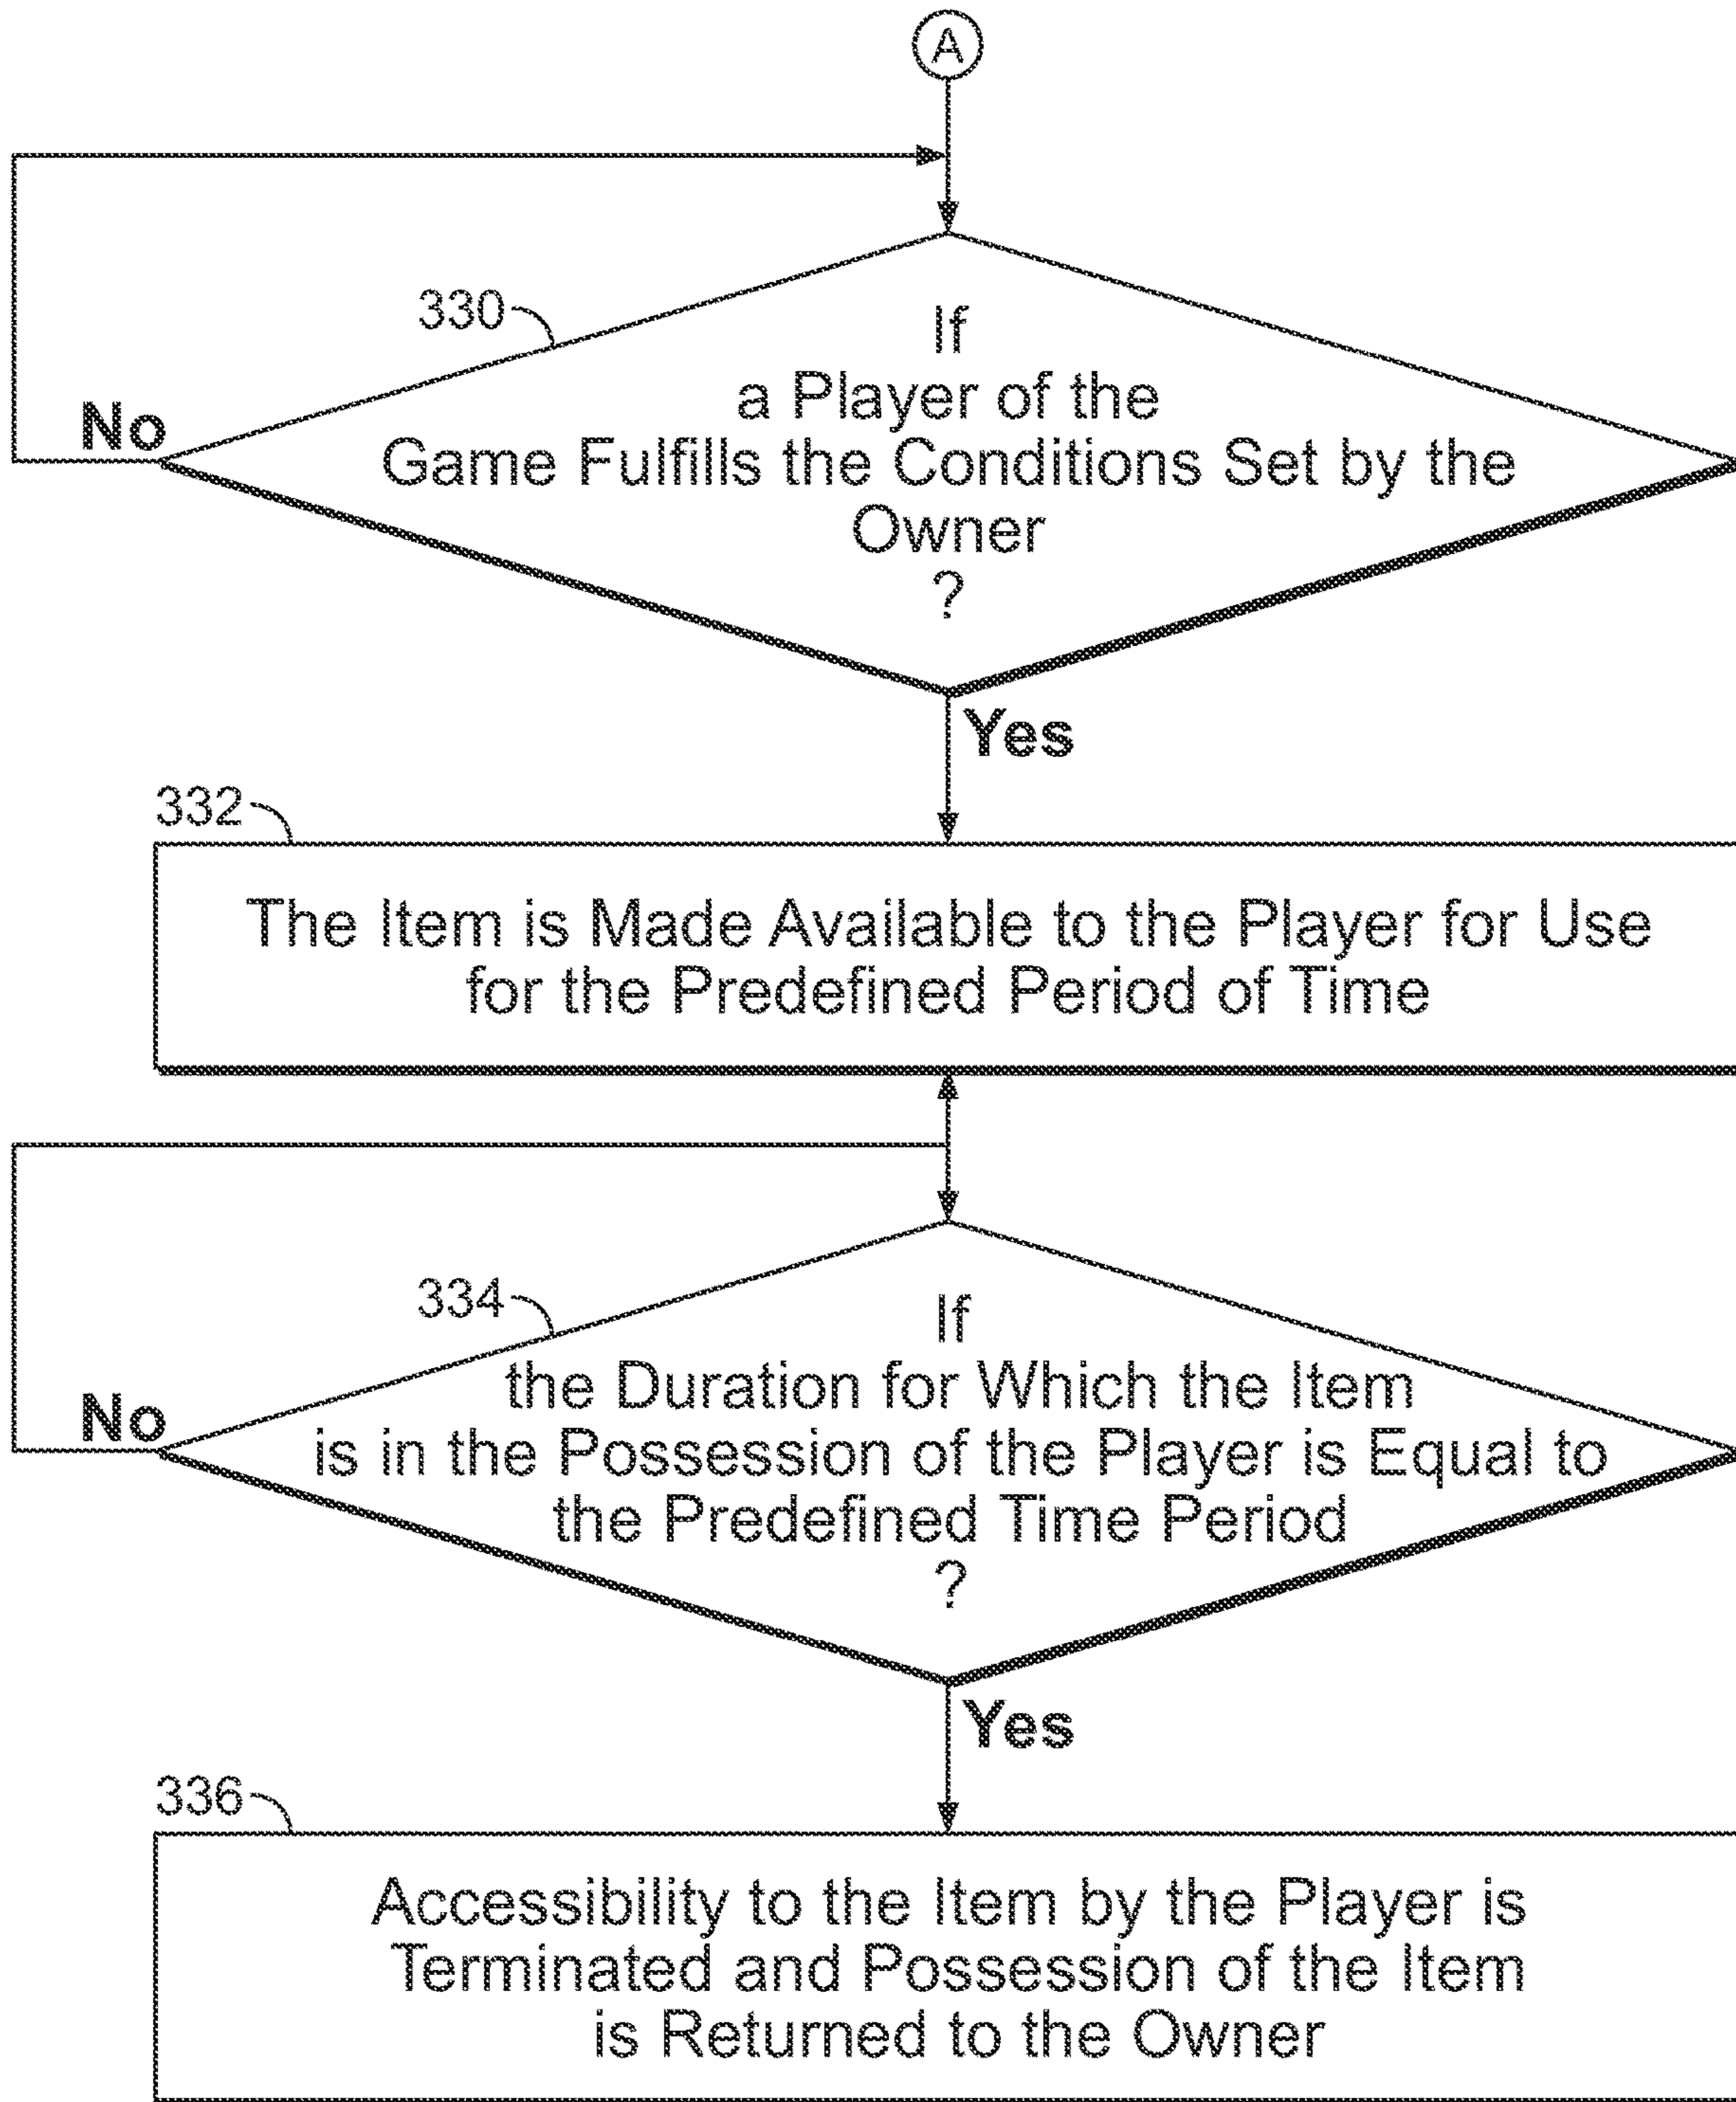 A
330
If
a Player of the
Game Fulfills the Conditions Set by the
Owner
?
No
Yes
332
The Item is Made Available to the Player for Use
for the Predefined Period of Time
334
If
the Duration for Which the Item
is in the Possession of the Player is Equal to
the Predefined Time Period
?
No
Yes
336
Accessibility to the Item by the Player is
Terminated and Possession of the Item
is Returned to the Owner